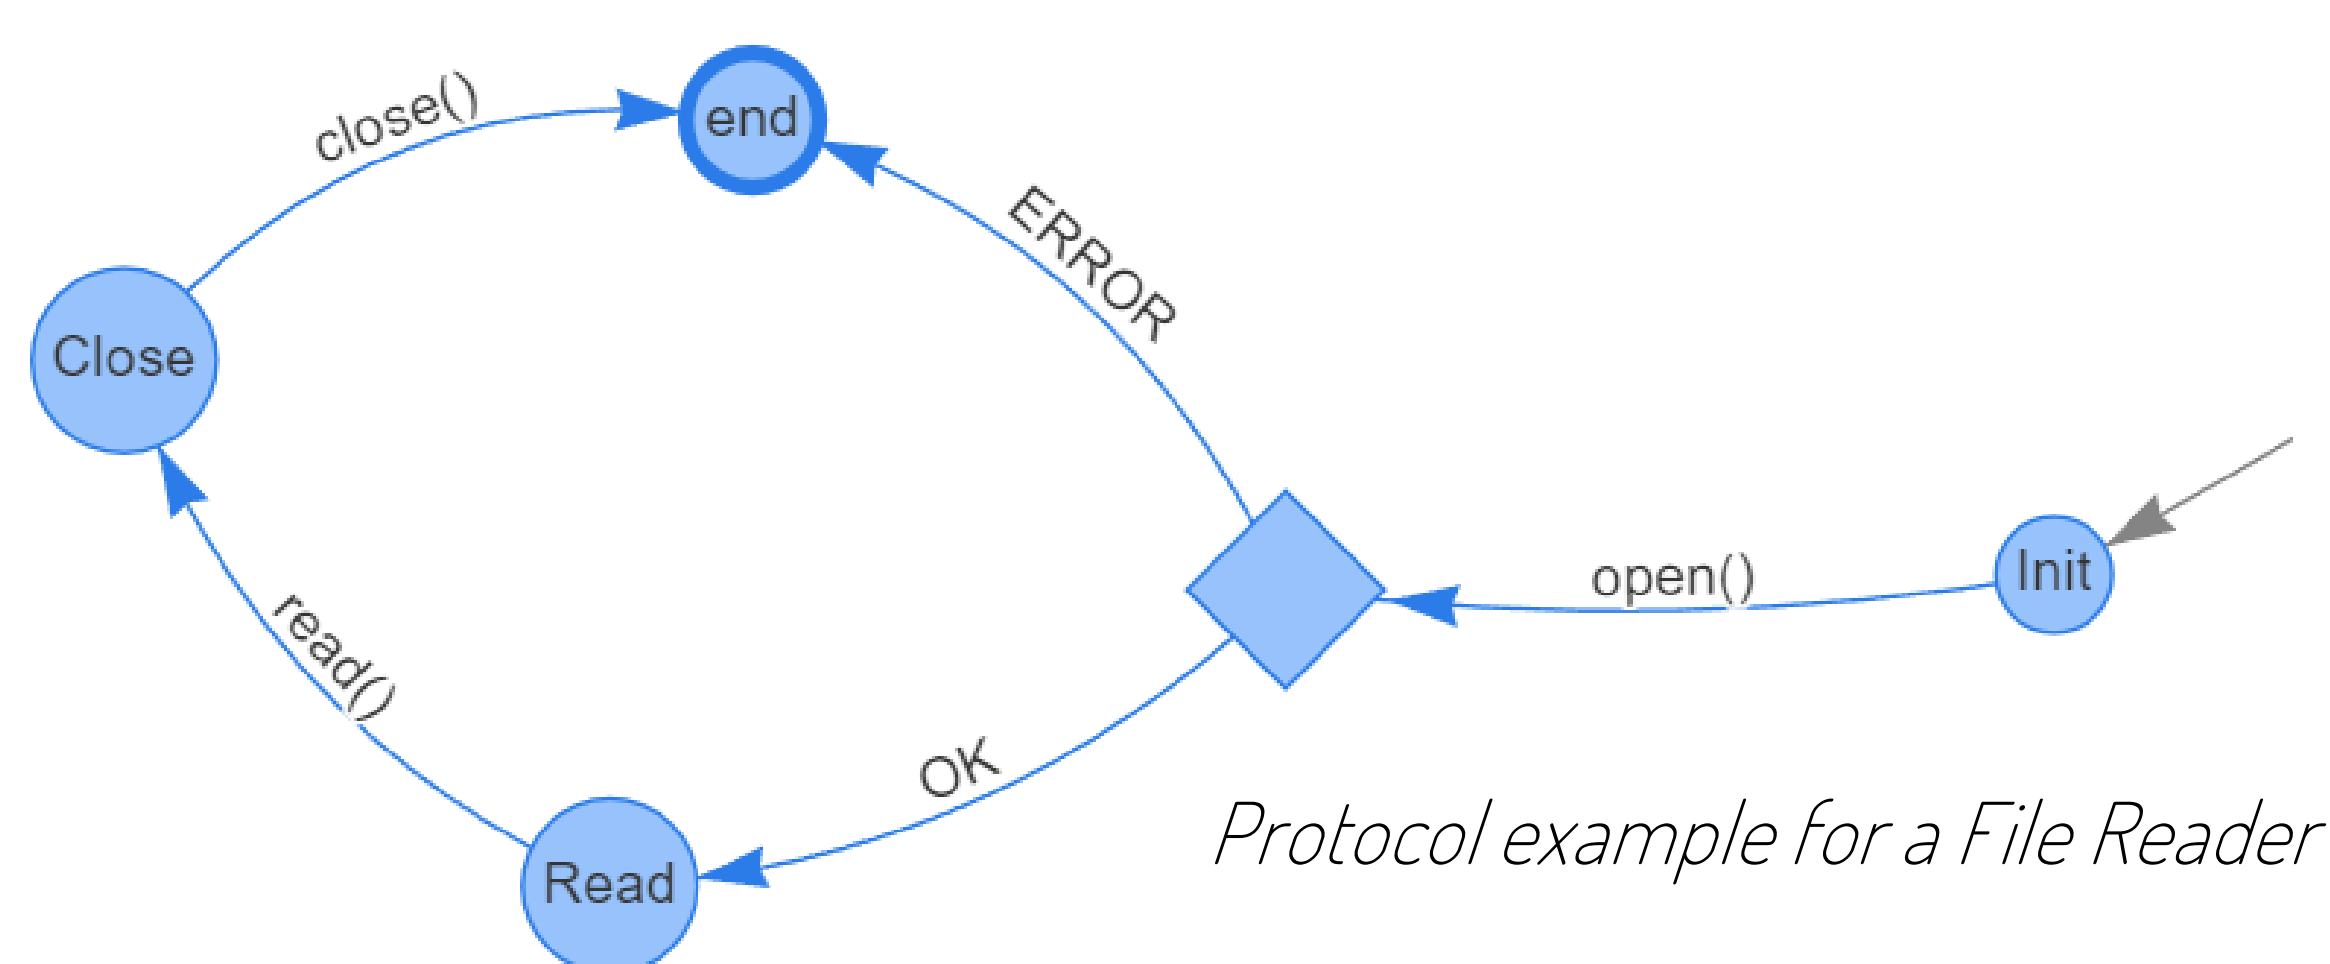 close()
end
ERROR
Close
open()
Init
read()
OK
Read
Protocol example for a File Reader